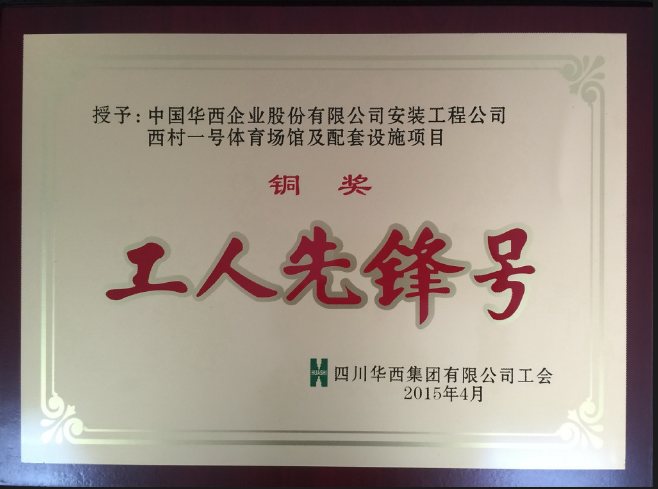 授予：中国华西企业股份有限公司安装工程公司
西村一号体育场馆及配套设施项目
铜 奖
工人先锋号
HUASHI 四川华西集团有限公司工会
2015年4月